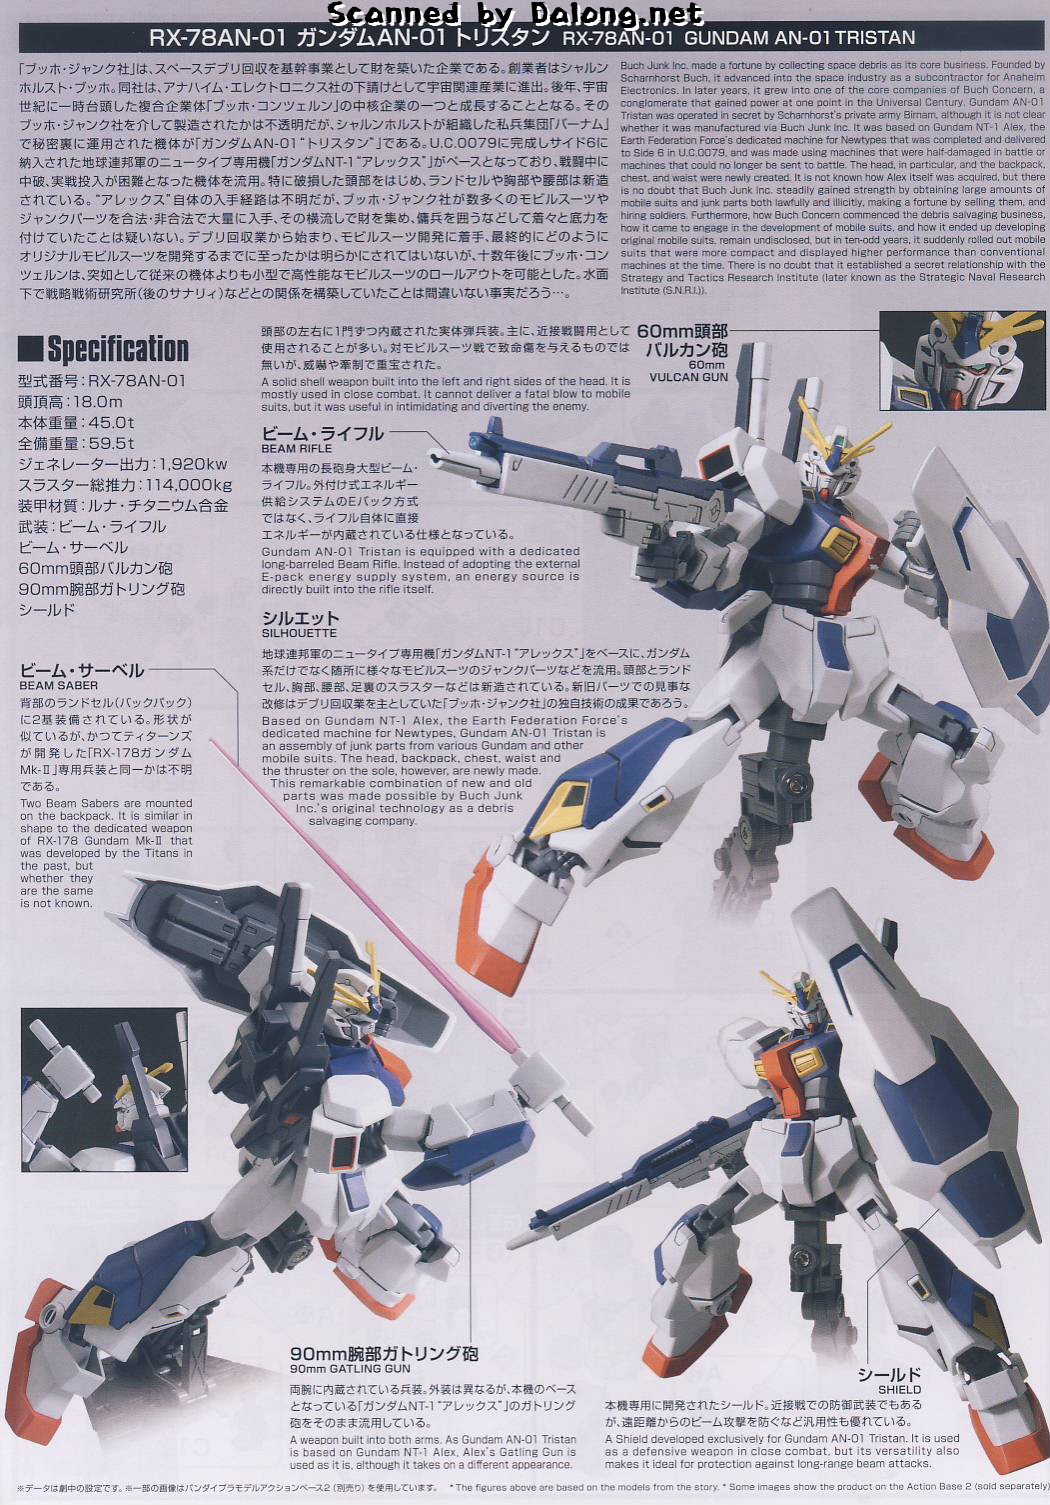 Scanned by Dalong.net
RX-78AN-01 ガンダムAN-01 トリスタン RX-78AN-01 GUNDAM AN-01 TRISTAN
「ブッホ・ジャンク社」は、スペースデブリ回収を基幹事業として財を築いた企業である。創業者はシャルン
ホルスト・ブッホ。同社は、アナハイム・エレクトロニクス社の下請けとして宇宙関連産業に進出。後年、宇宙
世紀に一時台頭した複合企業体「ブッホ・コンツェルン」の中核企業の一つと成長することとなる。その
ブッホ・ジャンク社を介して製造されたかは不透明だが、シャルンホルストが組織した私兵集団「バーナム」
で秘密裏に運用された機体が「ガンダムAN-01“トリスタン”」である。U.C.0079に完成しサイド6に
納入された地球連邦軍のニュータイプ専用機「ガンダムNT-1“アレックス”」がベースとなっており、戦闘中に
中破、実戦投入が困難となった機体を流用。特に破損した頭部をはじめ、ランドセルや胸部や腰部は新造
されている。“アレックス”自体の入手経路は不明だが、ブッホ・ジャンク社が数多くのモビルスーツや
ジャンクパーツを合法・非合法で大量に入手、その横流しで財を集め、傭兵を囲うなどして着々と底力を
付けていたことは疑いない。デブリ回収業から始まり、モビルスーツ開発に着手、最終的にどのように
オリジナルモビルスーツを開発するまでに至ったかは明らかにされてはいないが、十数年後にブッホ・コン
ツェルンは、突如として従来の機体よりも小型で高性能なモビルスーツのロールアウトを可能とした。水面
下で戦略戦術研究所(後のサナリィ)などとの関係を構築していたことは間違いない事実だろう…。
Buch Junk Inc. made a fortune by collecting space debris as its core business. Founded by
Scharnhorst Buch, it advanced into the space industry as a subcontractor for Anaheim
Electronics. In later years, it grew into one of the core companies of Buch Concern, a
conglomerate that gained power at one point in the Universal Century. Gundam AN-01
Tristan was operated in secret by Scharnhorst's private army Birnam, although it is not clear
whether it was manufactured via Buch Junk Inc. It was based on Gundam NT-1 Alex, the
Earth Federation Force's dedicated machine for Newtypes that was completed and delivered
to Side 6 in U.C.0079, and was made using machines that were half-damaged in battle or
machines that could no longer be sent to battle. The head, in particular, and the backpack,
chest, and waist were newly created. It is not known how Alex itself was acquired, but there
is no doubt that Buch Junk Inc. steadily gained strength by obtaining large amounts of
mobile suits and junk parts both lawfully and illicitly, making a fortune by selling them, and
hiring soldiers. Furthermore, how Buch Concern commenced the debris salvaging business,
how it came to engage in the development of mobile suits, and how it ended up developing
original mobile suits, remain undisclosed, but in ten-odd years, it suddenly rolled out mobile
suits that were more compact and displayed higher performance than conventional
machines at the time. There is no doubt that it established a secret relationship with the
Strategy and Tactics Research Institute (later known as the Strategic Naval Research
Institute (S.N.R.I.)).
■Specification
型式番号：RX-78AN-01
頭頂高：18.0m
本体重量：45.0t
全備重量：59.5t
ジェネレーター出力：1,920kw
スラスター総推力：114,000kg
装甲材質：ルナ・チタニウム合金
武装：ビーム・ライフル
ビーム・サーベル
60mm頭部バルカン砲
90mm腕部ガトリング砲
シールド
頭部の左右に1門ずつ内蔵された実体弾兵装。主に、近接戦闘用として
使用されることが多い。対モビルスーツ戦で致命傷を与えるものでは
無いが、威嚇や牽制で重宝された。
A solid shell weapon built into the left and right sides of the head. It is
mostly used in close combat. It cannot deliver a fatal blow to mobile
suits, but it was useful in intimidating and diverting the enemy.
60mm頭部
バルカン砲
60mm
VULCAN GUN
ビーム・ライフル
BEAM RIFLE
本機専用の長砲身大型ビーム・
ライフル。外付け式エネルギー
供給システムのEパック方式
ではなく、ライフル自体に直接
エネルギーが内蔵されている仕様となっている。
Gundam AN-01 Tristan is equipped with a dedicated
long-barreled Beam Rifle. Instead of adopting the external
E-pack energy supply system, an energy source is
directly built into the rifle itself.
シルエット
SILHOUETTE
地球連邦軍のニュータイプ専用機「ガンダムNT-1“アレックス”」をベースに、ガンダム
系だけでなく随所に様々なモビルスーツのジャンクパーツなどを流用。頭部とランド
セル、胸部、腰部、足裏のスラスターなどは新造されている。新旧パーツでの見事な
改修はデブリ回収業を主としていた「ブッホ・ジャンク社」の独自技術の成果であろう。
Based on Gundam NT-1 Alex, the Earth Federation Force's
dedicated machine for Newtypes, Gundam AN-01 Tristan is
an assembly of junk parts from various Gundam and other
mobile suits. The head, backpack, chest, waist and
the thruster on the sole, however, are newly made.
This remarkable combination of new and old
parts was made possible by Buch Junk
Inc.'s original technology as a debris
salvaging company.
ビーム・サーベル
BEAM SABER
背部のランドセル(バックパック)
に2基装備されている。形状が
似ているが、かつてティターンズ
が開発した「RX-178ガンダム
Mk-Ⅱ」専用兵装と同一かは不明
である。
Two Beam Sabers are mounted
on the backpack. It is similar in
shape to the dedicated weapon
of RX-178 Gundam Mk-Ⅱ that
was developed by the Titans in
the past, but
whether they
are the same
is not known.
90mm腕部ガトリング砲
90mm GATLING GUN
両腕に内蔵されている兵装。外装は異なるが、本機のベース
となっている「ガンダムNT-1“アレックス”」のガトリング
砲をそのまま流用している。
A weapon built into both arms. As Gundam AN-01 Tristan
is based on Gundam NT-1 Alex, Alex's Gatling Gun is
used as it is, although it takes on a different appearance.
シールド
SHIELD
本機専用に開発されたシールド。近接戦での防御武装でもある
が、遠距離からのビーム攻撃を防ぐなど汎用性も優れている。
A Shield developed exclusively for Gundam AN-01 Tristan. It is used
as a defensive weapon in close combat, but its versatility also
makes it ideal for protection against long-range beam attacks.
※データは劇中の設定です。※一部の画像はバンダイプラモデルアクションベース2(別売り)を使用しています。 *The figures above are based on the models from the story. *Some images show the product on the Action Base 2 (sold separately)